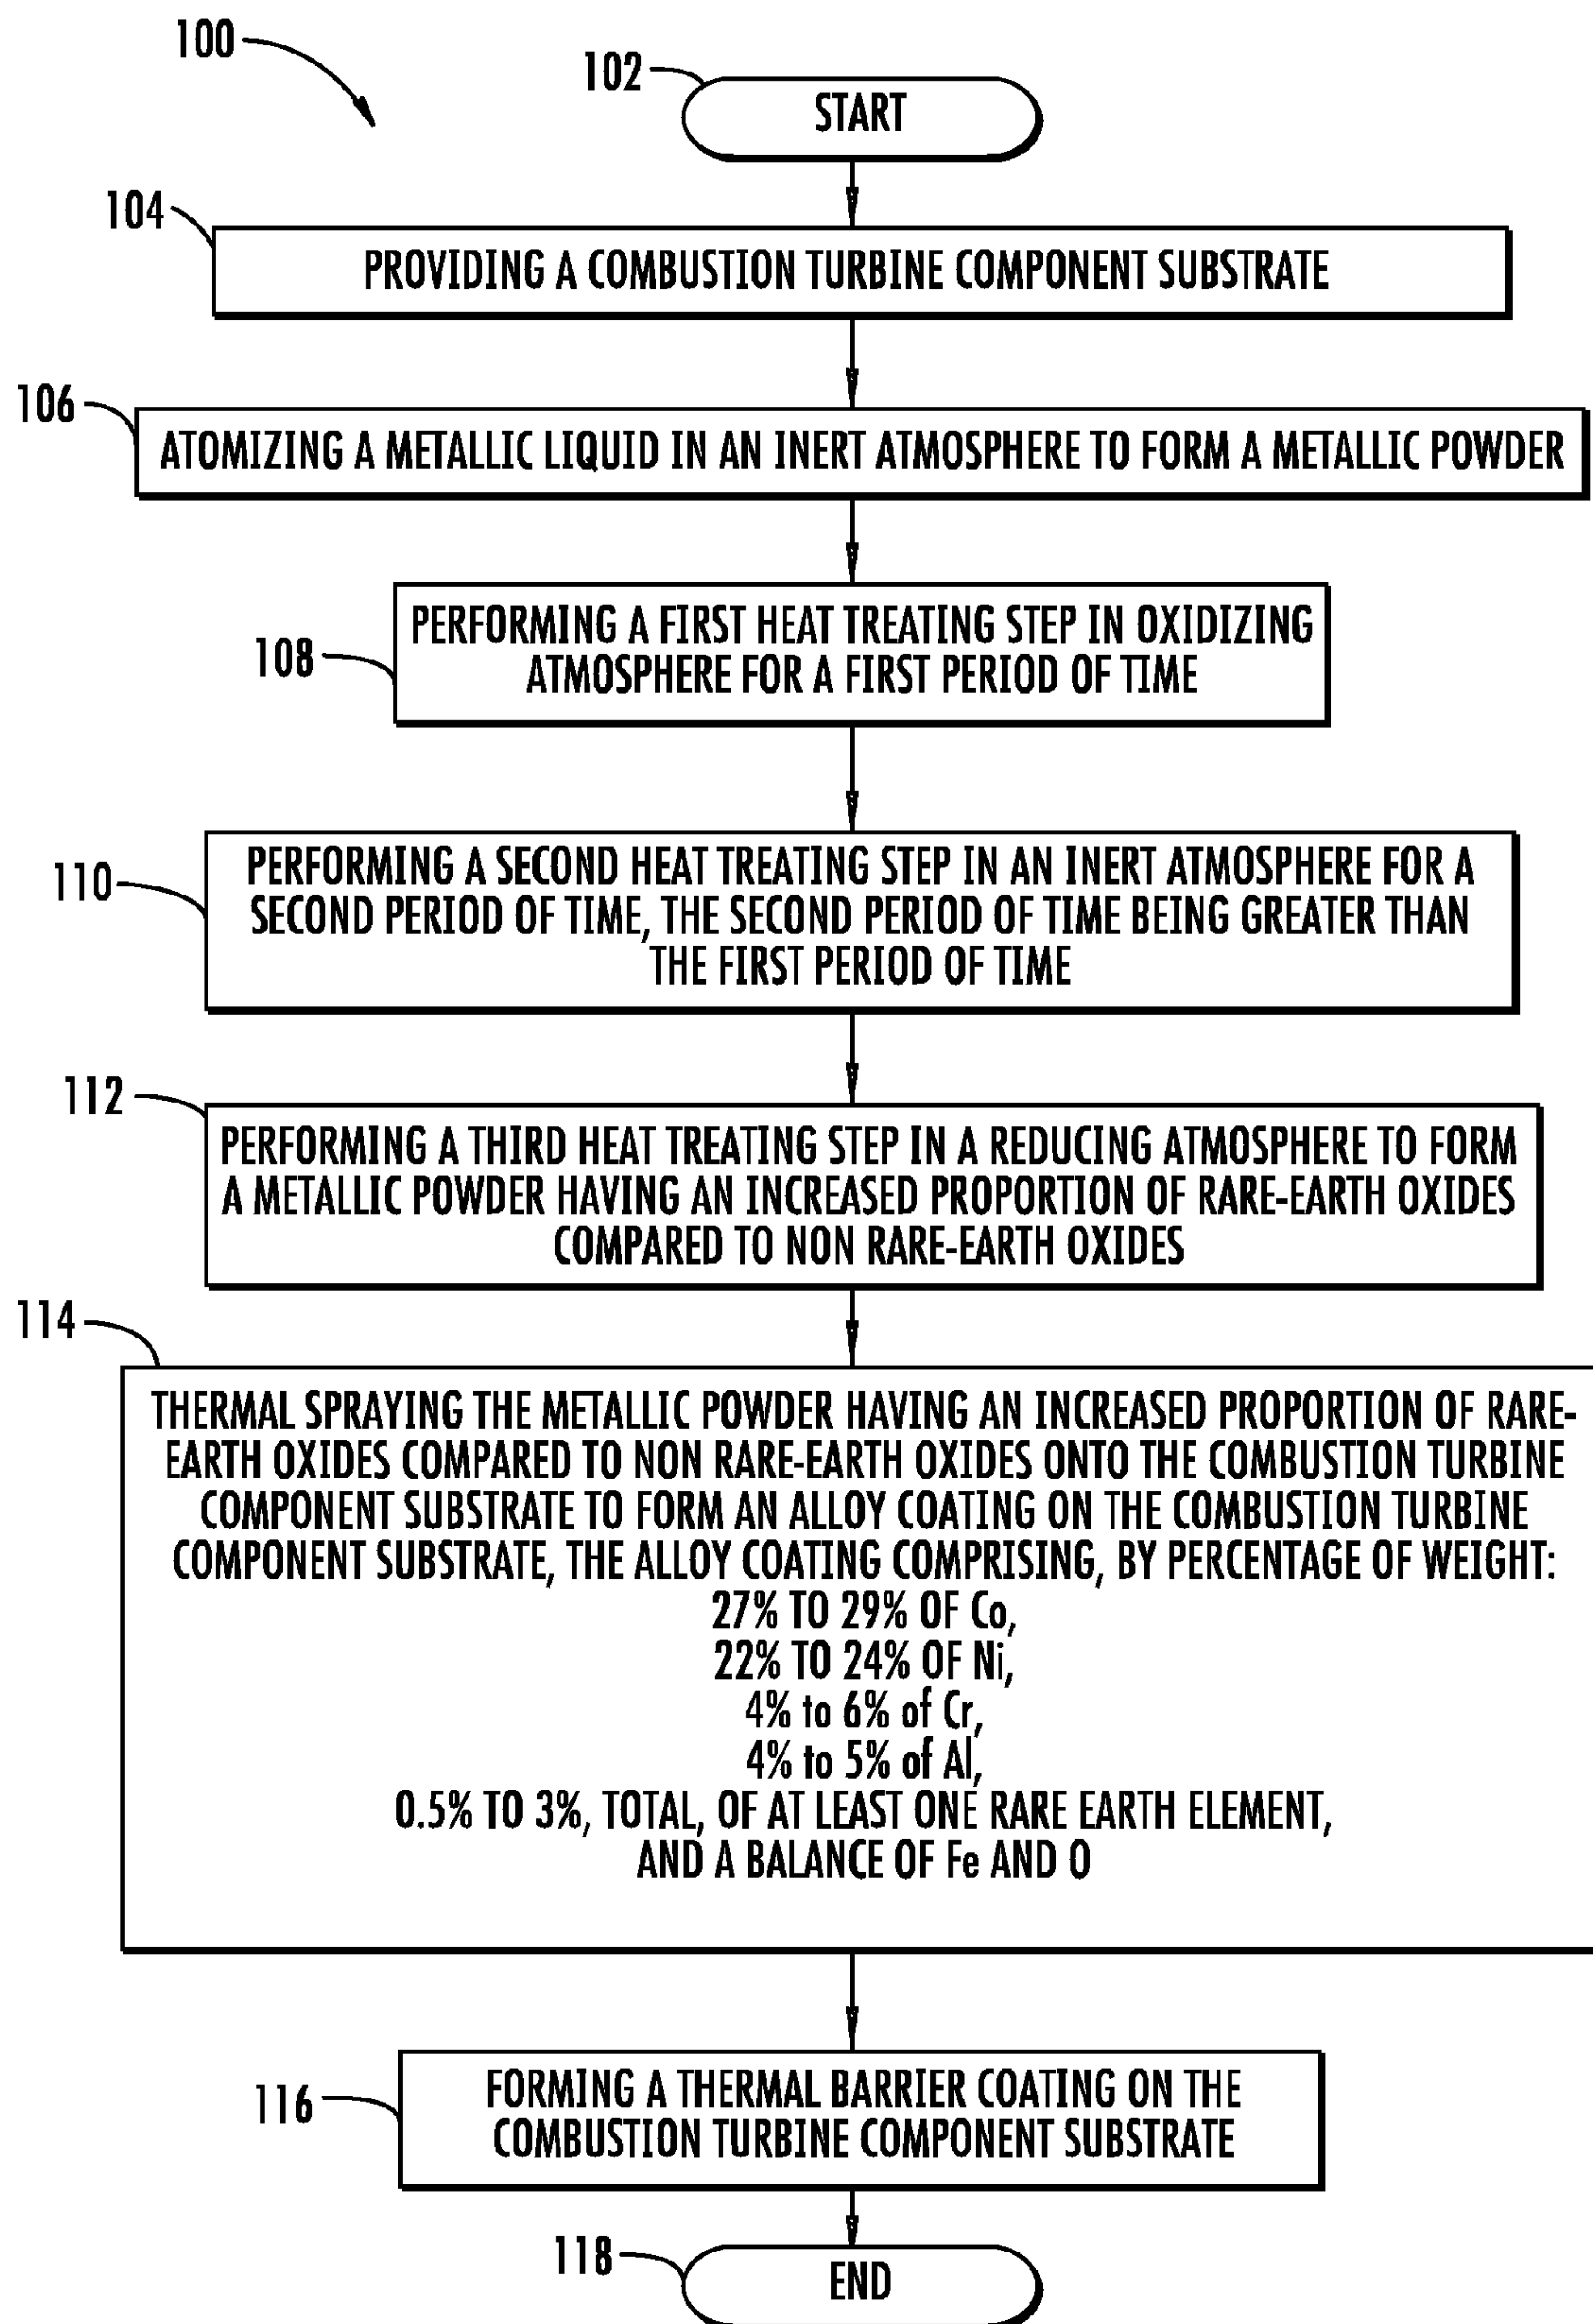 100
102
START
104
PROVIDING A COMBUSTION TURBINE COMPONENT SUBSTRATE
106
ATOMIZING A METALLIC LIQUID IN AN INERT ATMOSPHERE TO FORM A METALLIC POWDER
108
PERFORMING A FIRST HEAT TREATING STEP IN OXIDIZING
ATMOSPHERE FOR A FIRST PERIOD OF TIME
110
PERFORMING A SECOND HEAT TREATING STEP IN AN INERT ATMOSPHERE FOR A
SECOND PERIOD OF TIME, THE SECOND PERIOD OF TIME BEING GREATER THAN
THE FIRST PERIOD OF TIME
112
PERFORMING A THIRD HEAT TREATING STEP IN A REDUCING ATMOSPHERE TO FORM
A METALLIC POWDER HAVING AN INCREASED PROPORTION OF RARE-EARTH OXIDES
COMPARED TO NON RARE-EARTH OXIDES
114
THERMAL SPRAYING THE METALLIC POWDER HAVING AN INCREASED PROPORTION OF RARE-
EARTH OXIDES COMPARED TO NON RARE-EARTH OXIDES ONTO THE COMBUSTION TURBINE
COMPONENT SUBSTRATE TO FORM AN ALLOY COATING ON THE COMBUSTION TURBINE
COMPONENT SUBSTRATE, THE ALLOY COATING COMPRISING, BY PERCENTAGE OF WEIGHT:
27% TO 29% OF Co,
22% TO 24% OF Ni,
4% to 6% of Cr,
4% to 5% of Al,
0.5% TO 3%, TOTAL, OF AT LEAST ONE RARE EARTH ELEMENT,
AND A BALANCE OF Fe AND O
116
FORMING A THERMAL BARRIER COATING ON THE
COMBUSTION TURBINE COMPONENT SUBSTRATE
118
END